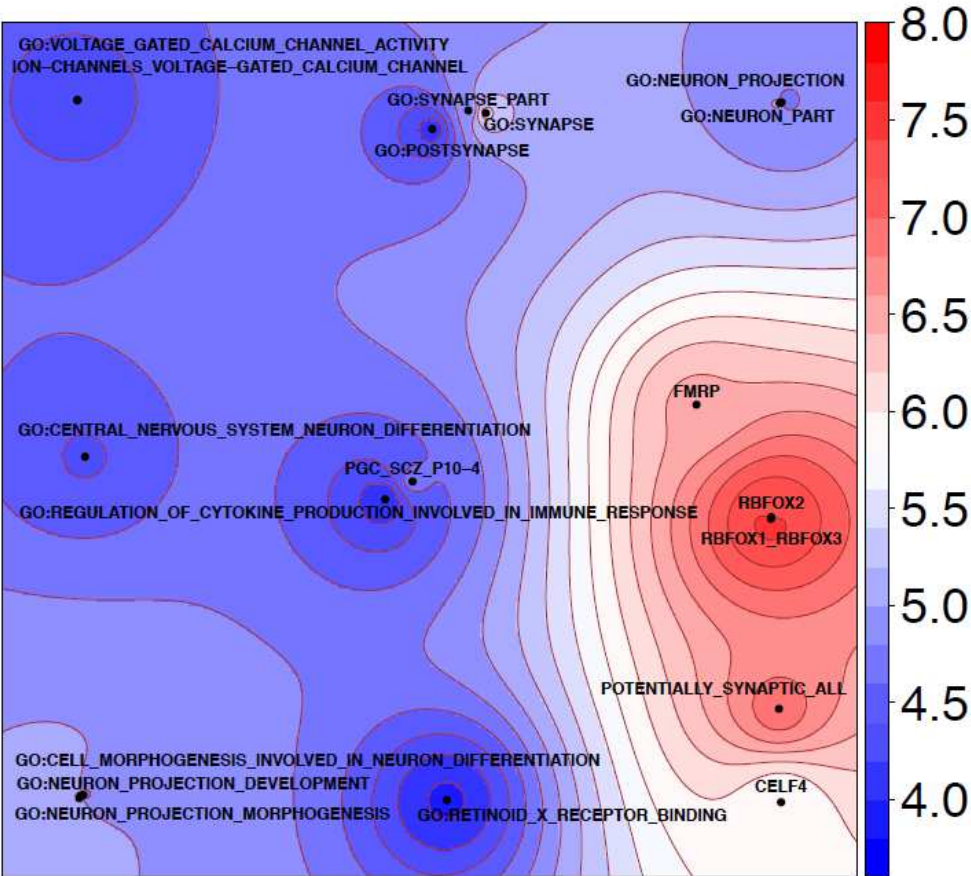 8.0
GO:VOLTAGE_GATED_CALCIUM_CHANNEL_ACTIVITY
ION–CHANNELS_VOLTAGE–GATED_CALCIUM_CHANNEL
GO:NEURON_PROJECTION
GO:SYNAPSE_PART
GO:NEURON_PART
7.5
GO:SYNAPSE
GO:POSTSYNAPSE
7.0
6.5
FMRP
6.0
GO:CENTRAL_NERVOUS_SYSTEM_NEURON_DIFFERENTIATION
PGC_SCZ_P10–4
RBFOX2
5.5
GO:REGULATION_OF_CYTOKINE_PRODUCTION_INVOLVED_IN_IMMUNE_RESPONSE
RBFOX1_RBFOX3
5.0
POTENTIALLY_SYNAPTIC_ALL
4.5
GO:CELL_MORPHOGENESIS_INVOLVED_IN_NEURON_DIFFERENTIATION
GO:NEURON_PROJECTION_DEVELOPMENT
CELF4
4.0
GO:NEURON_PROJECTION_MORPHOGENESIS
GO:RETINOID_X_RECEPTOR_BINDING